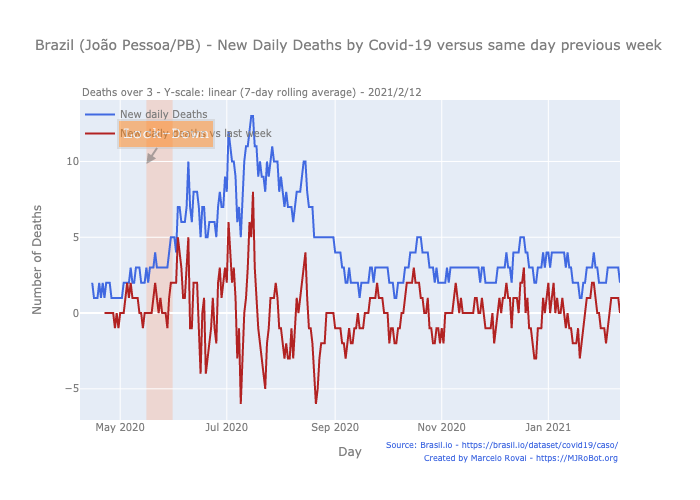 Brazil (João Pessoa/PB) - New Daily Deaths by Covid-19 versus same day previous week
Deaths over 3 - Y-scale: linear (7-day rolling average) - 2021/2/12
New daily Deaths
New daily Deaths vs last week
Number of Deaths
10
5
0
−5
May 2020
Jul 2020
Sep 2020
Nov 2020
Jan 2021
Day
Source: Brasil.io - https://brasil.io/dataset/covid19/caso/
Created by Marcelo Rovai - https://MJRoBot.org